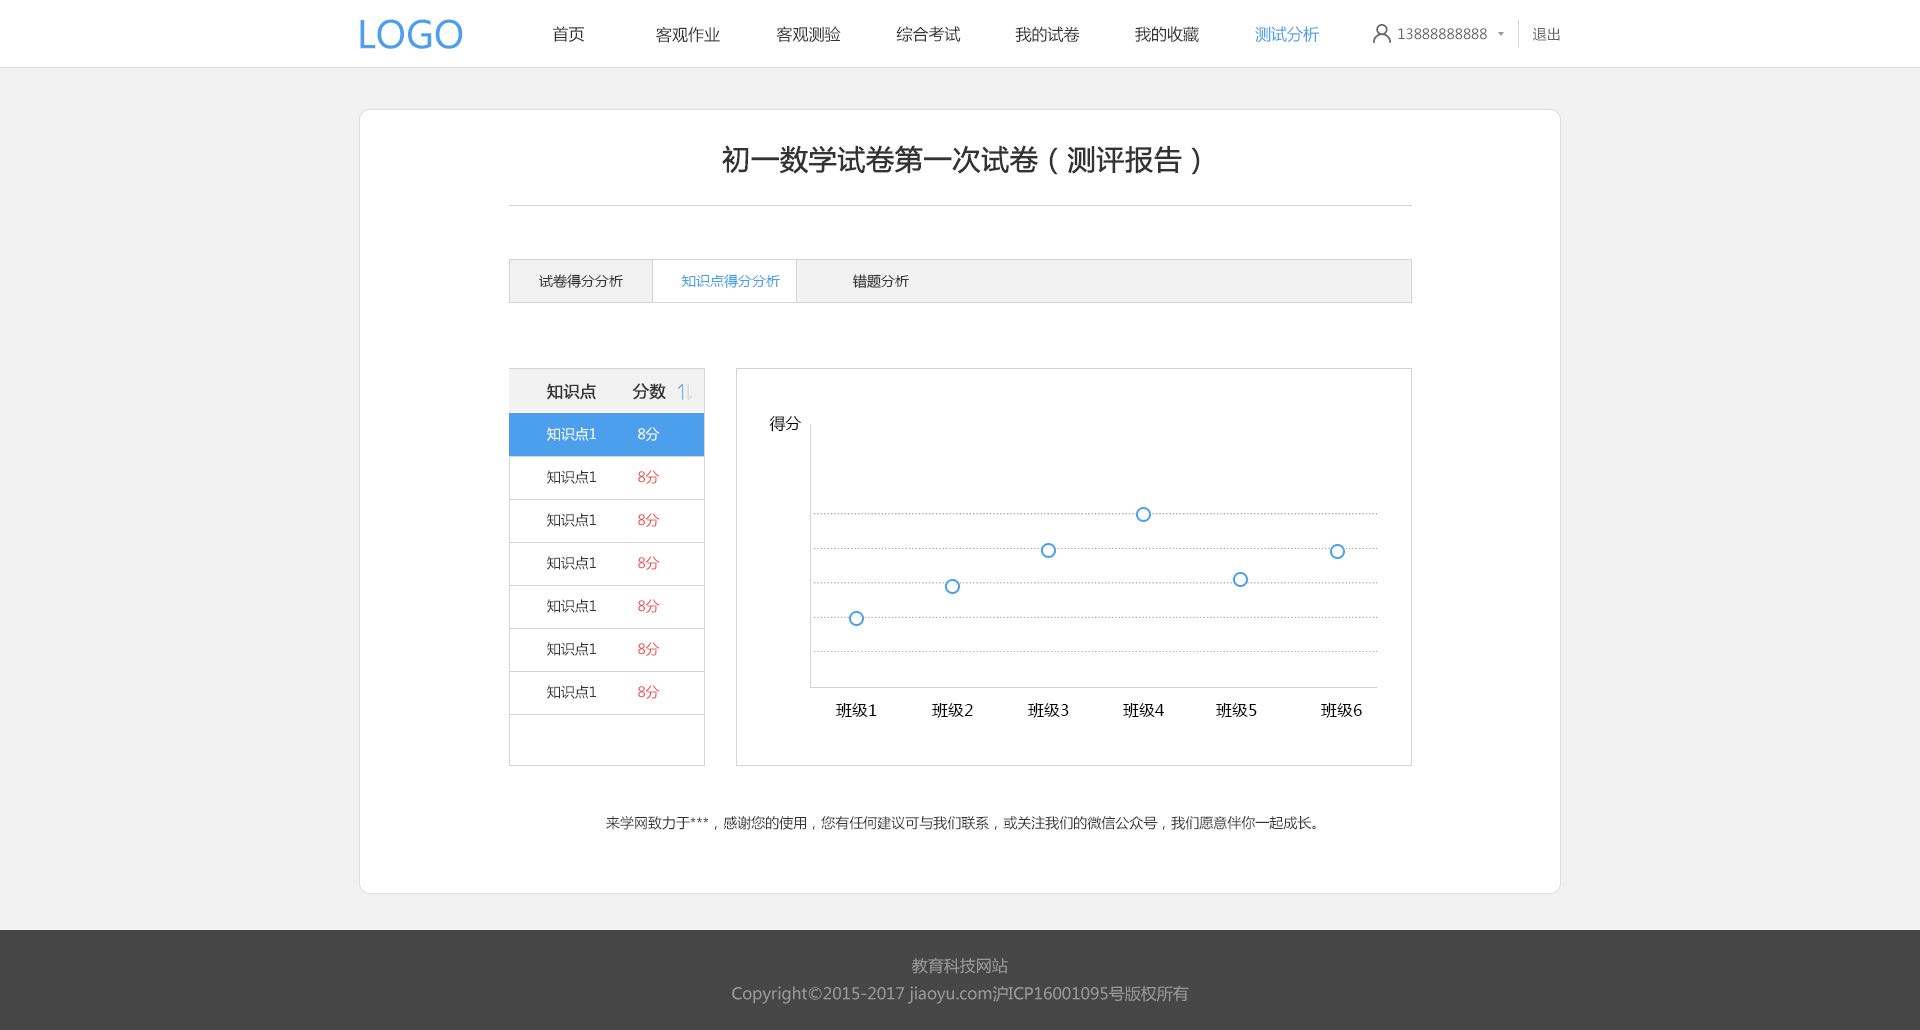 LOGO 首页 客观作业 客观测验 综合考试 我的试卷 我的收藏 测试分析 13888888888 退出
初一数学试卷第一次试卷（测评报告）
试卷得分分析 知识点得分分析 错题分析
知识点 分数
知识点1 8分
知识点1 8分
知识点1 8分
知识点1 8分
知识点1 8分
知识点1 8分
知识点1 8分
得分
班级1 班级2 班级3 班级4 班级5 班级6
来学网致力于***，感谢您的使用，您有任何建议可与我们联系，或关注我们的微信公众号，我们愿意伴你一起成长。
教育科技网站
Copyright©2015-2017 jiaoyu.com沪ICP16001095号版权所有